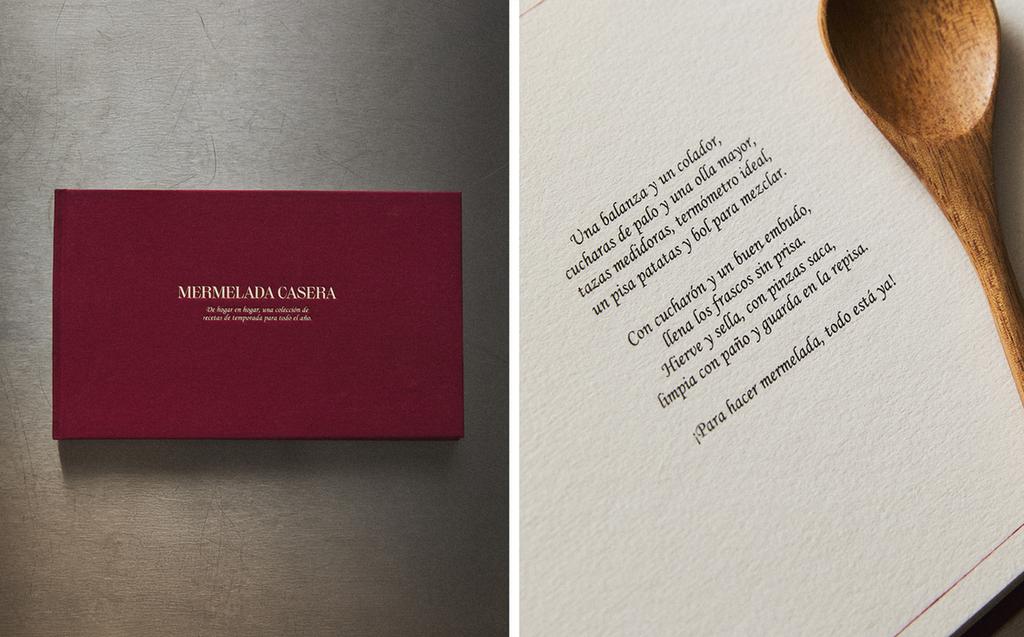 MERMELADA CASERA
De hogar en hogar, una colección de
recetas de temporada para todo el año.
Una balanza y un colador,
cucharas de palo y una olla mayor,
tazas medidoras, termómetro ideal,
un pisa patatas y bol para mezclar.
Con cucharón y un buen embudo,
llena los frascos sin prisa.
Hierve y sella, con pinzas saca,
limpia con paño y guarda en la repisa.
¡Para hacer mermelada, todo está ya!